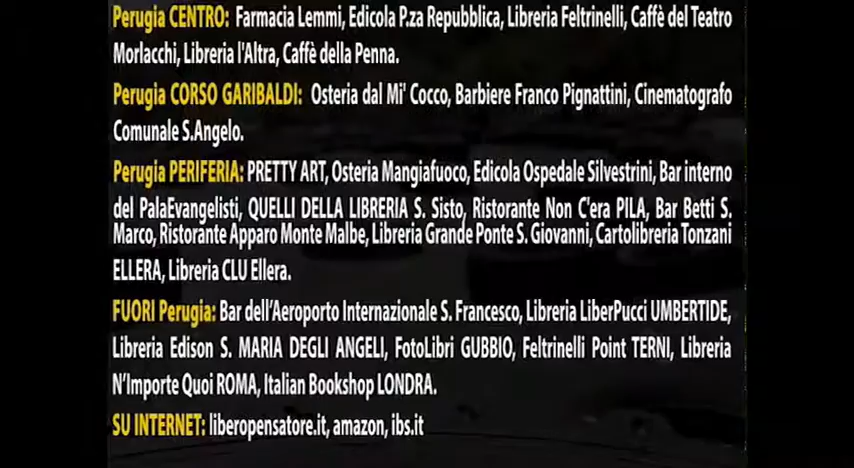 Perugia CENTRO: Farmacia Lemmi, Edicola P.za Repubblica, Libreria Feltrinelli, Caffè del Teatro
Morlacchi, Libreria l'Altra, Caffè della Penna.
Perugia CORSO GARIBALDI: Osteria dal Mi' Cocco, Barbiere Franco Pignattini, Cinematografo
Comunale S.Angelo.
Perugia PERIFERIA: PRETTY ART, Osteria Mangiafuoco, Edicola Ospedale Silvestrini, Bar interno
del PalaEvangelisti, QUELLI DELLA LIBRERIA S. Sisto, Ristorante Non C'era PILA, Bar Betti S.
Marco, Ristorante Apparo Monte Malbe, Libreria Grande Ponte S. Giovanni, Cartolibreria Tonzani
ELLERA, Libreria CLU Ellera.
FUORI Perugia: Bar dell'Aeroporto Internazionale S. Francesco, Libreria LiberPucci UMBERTIDE,
Libreria Edison S. MARIA DEGLI ANGELI, FotoLibri GUBBIO, Feltrinelli Point TERNI, Libreria
N'Importe Quoi ROMA, Italian Bookshop LONDRA.
SU INTERNET: liberopensatore.it, amazon, ibs.it